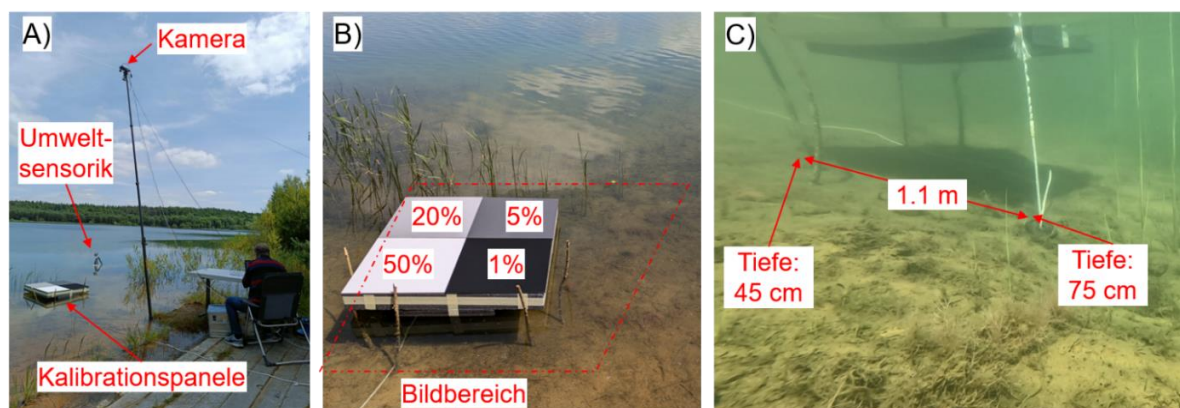 A)
Kamera
Umwelt-
sensorik
Kalibrationspanele
B)
20%
5%
50%
1%
Bildbereich
C)
1.1 m
Tiefe:
45 cm
Tiefe:
75 cm